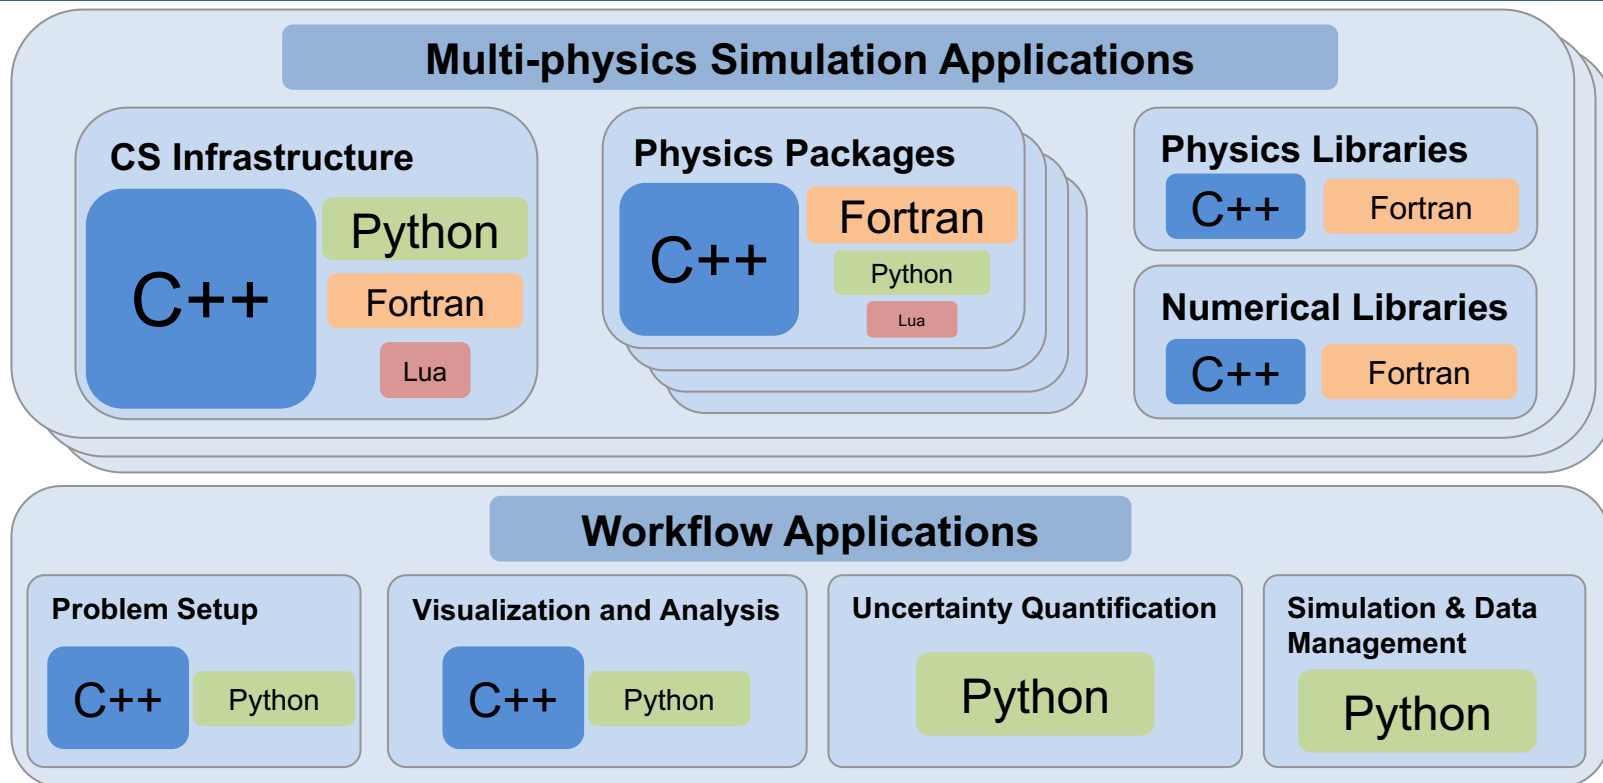 Multi-physics Simulation Applications
CS Infrastructure
C++
Python
Fortran
Lua
Physics Packages
C++
Fortran
Python
Lua
Physics Libraries
C++
Fortran
Numerical Libraries
C++
Fortran
Workflow Applications
Problem Setup
C++
Python
Visualization and Analysis
C++
Python
Uncertainty Quantification
Python
Simulation & Data
Management
Python